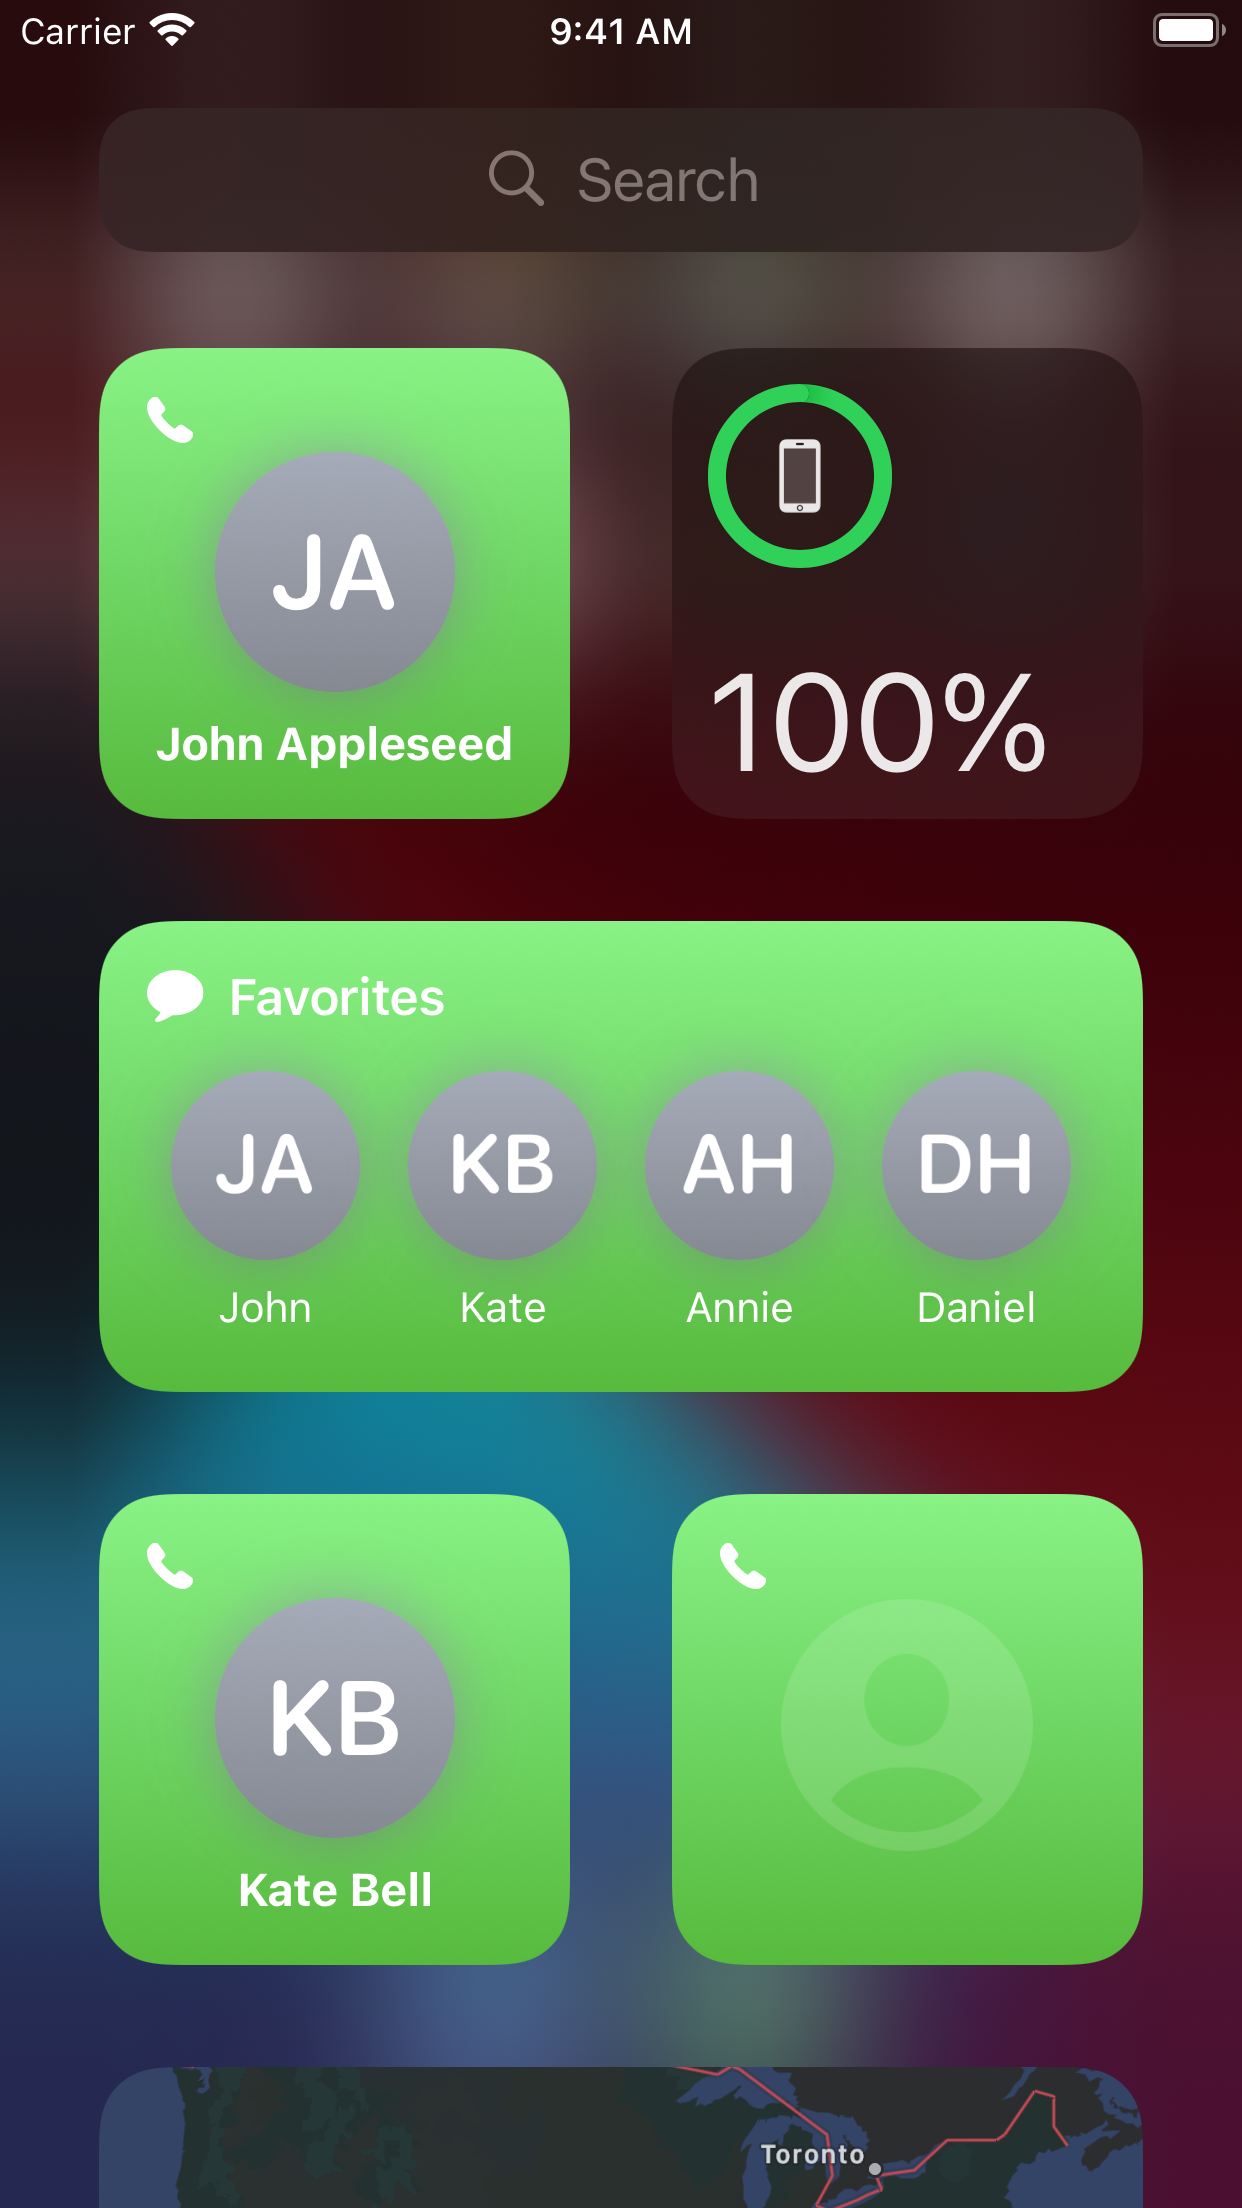 Carrier 9:41 AM
Search
JA
John Appleseed
100%
Favorites
JA KB AH DH
John Kate Annie Daniel
KB
Kate Bell
Toronto